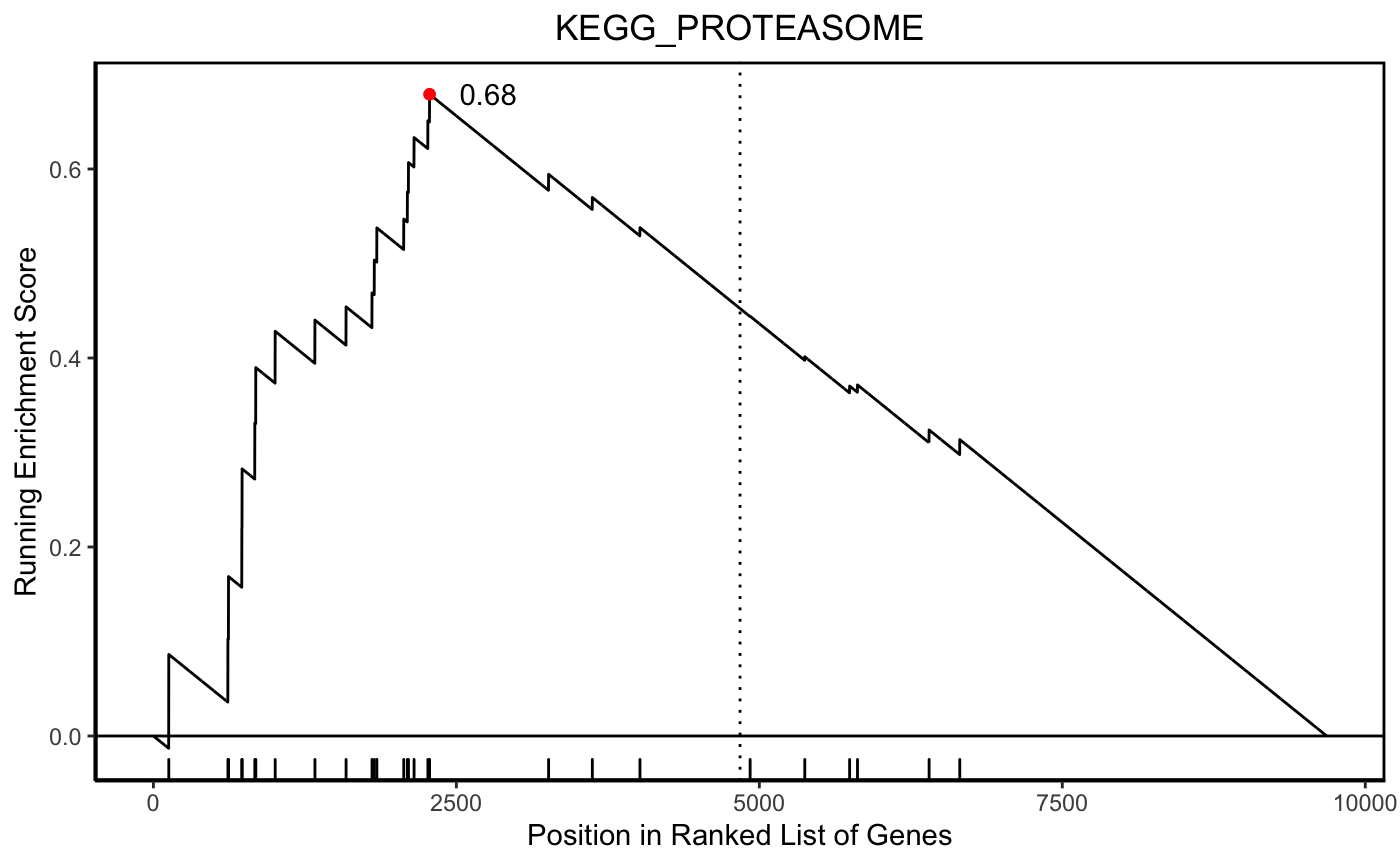 KEGG_PROTEASOME
0.68
Running Enrichment Score
0.6
0.4
0.2
0.0
0 2500 5000 7500 10000
Position in Ranked List of Genes